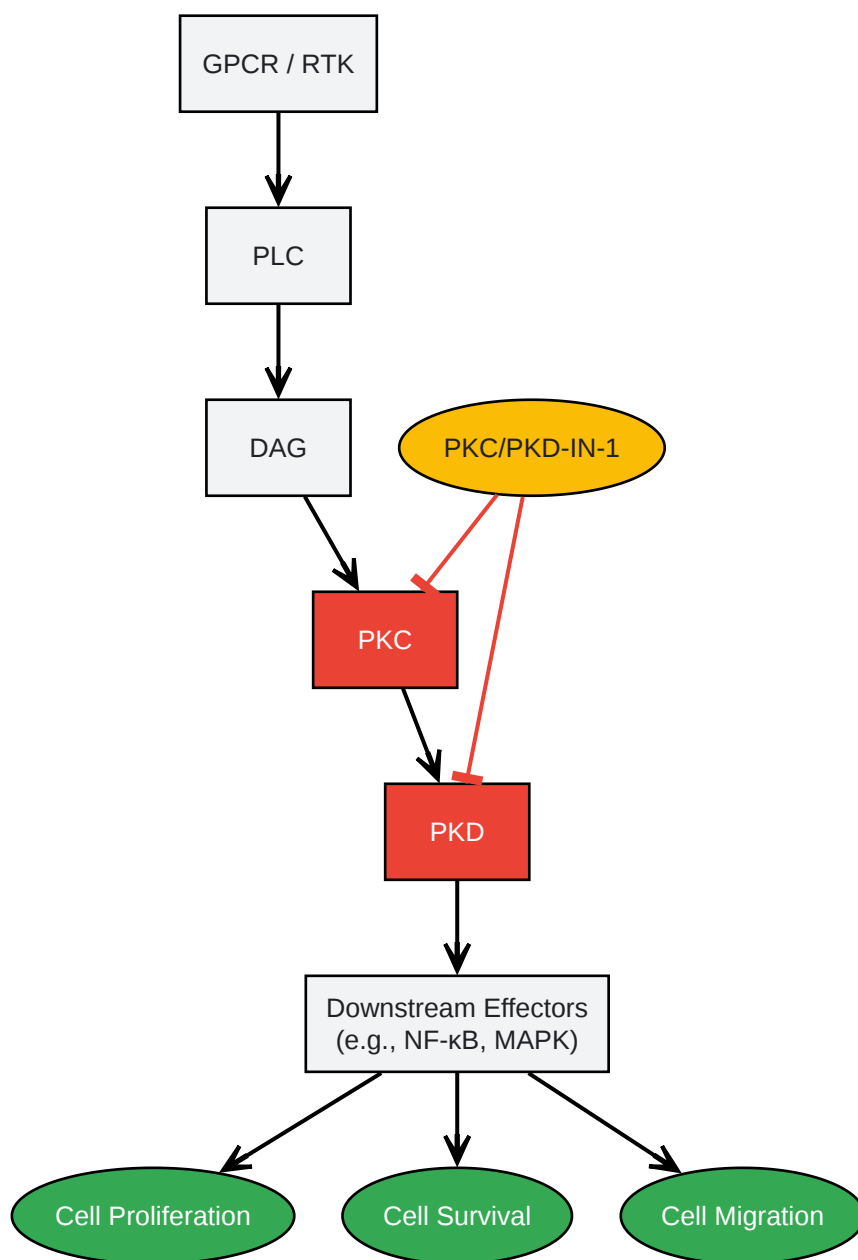 GPCR / RTK
PLC
DAG
PKC/PKD-IN-1
PKC
PKD
Downstream Effectors
(e.g., NF-κB, MAPK)
Cell Proliferation
Cell Survival
Cell Migration